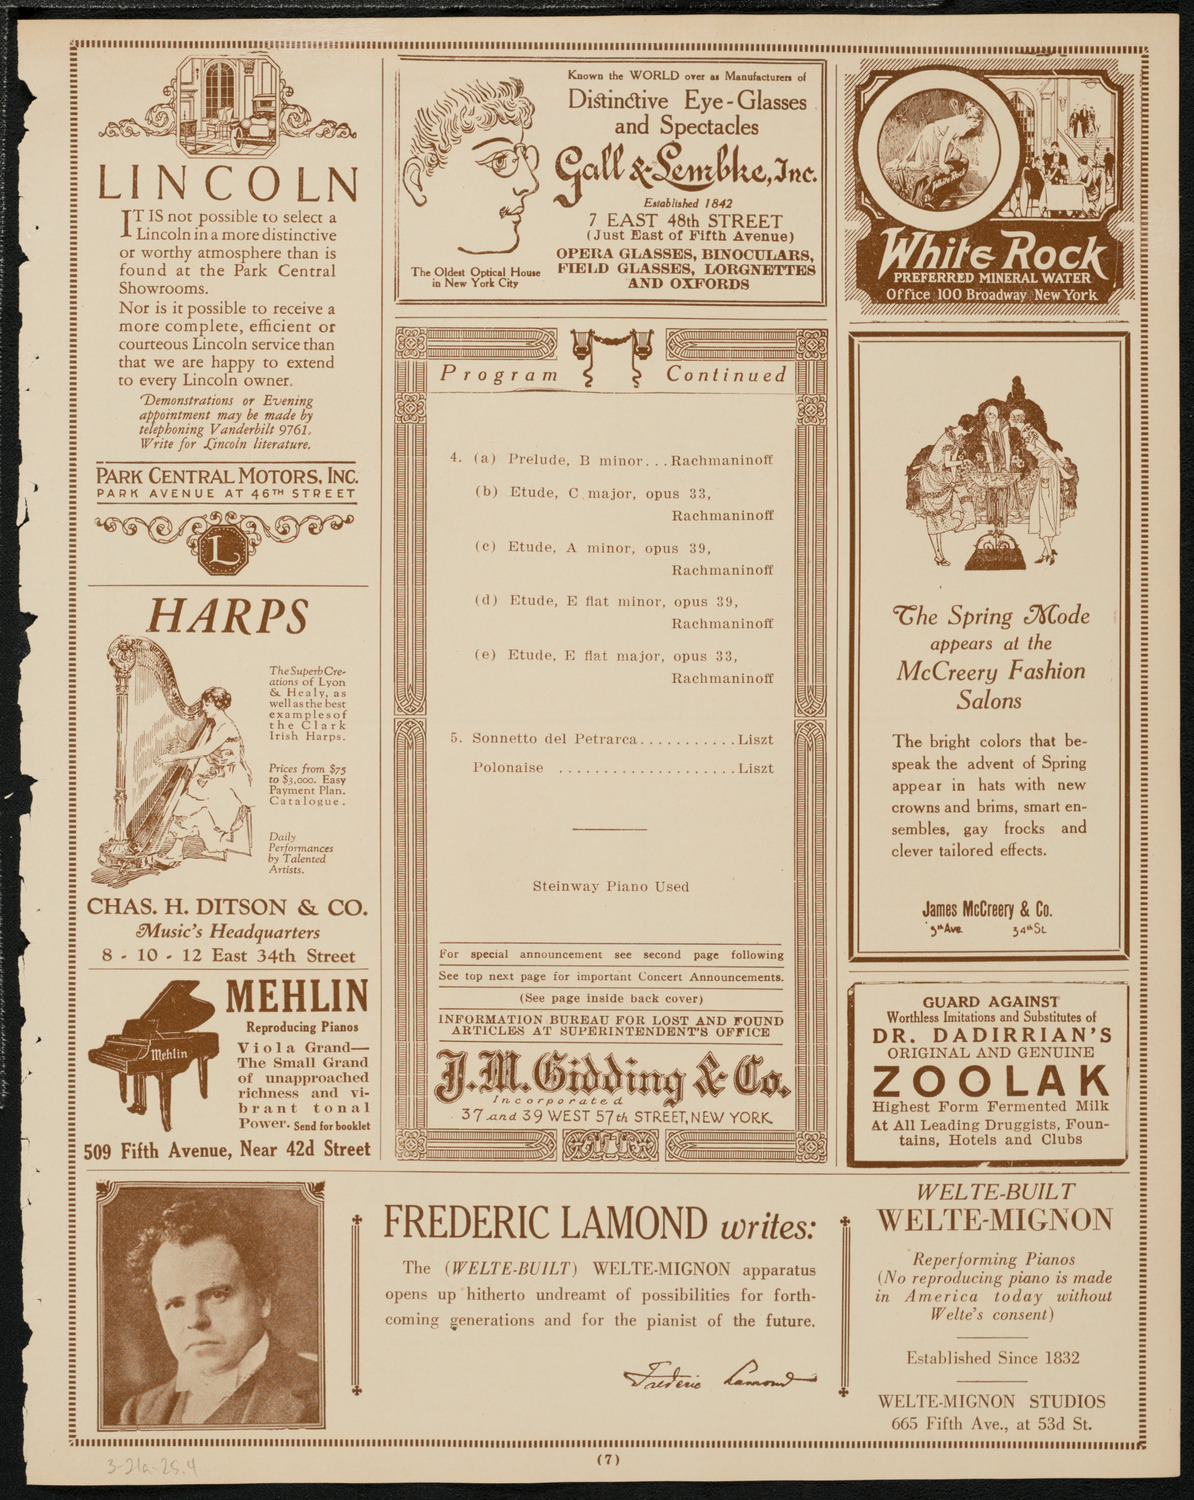 LINCOLN
IT IS not possible to select a
Lincoln in a more distinctive
or worthy atmosphere than is
found at the Park Central
Showrooms.
Nor is it possible to receive a
more complete, efficient or
courteous Lincoln service than
that we are happy to extend
to every Lincoln owner.
Demonstrations or Evening
appointment may be made by
telephoning Vanderbilt 9761.
Write for Lincoln literature.
PARK CENTRAL MOTORS, INC.
PARK AVENUE AT 46TH STREET
L
HARPS
The Superb Cre-
ations of Lyon
& Healy, as
well as the best
examples of
the Clark
Irish Harps.
Prices from $75
to $3,000. Easy
Payment Plan.
Catalogue.
Daily
Performances
by Talented
Artists.
CHAS. H. DITSON & CO.
Music's Headquarters
8 - 10 - 12 East 34th Street
MEHLIN
Reproducing Pianos
Mehlin
Viola Grand—
The Small Grand
of unapproached
richness and vi-
brant tonal
Power. Send for booklet
509 Fifth Avenue, Near 42d Street
Known the WORLD over as Manufacturers of
Distinctive Eye-Glasses
and Spectacles
Gall & Lembke, Inc.
Established 1842
7 EAST 48th STREET
(Just East of Fifth Avenue)
OPERA GLASSES, BINOCULARS,
FIELD GLASSES, LORGNETTES
AND OXFORDS
The Oldest Optical House
in New York City
Program Continued
4. (a) Prelude, B minor...Rachmaninoff
(b) Etude, C major, opus 33,
Rachmaninoff
(c) Etude, A minor, opus 39,
Rachmaninoff
(d) Etude, E flat minor, opus 39,
Rachmaninoff
(e) Etude, E flat major, opus 33,
Rachmaninoff
5. Sonnetto del Petrarca...........Liszt
Polonaise ....................Liszt
Steinway Piano Used
For special announcement see second page following
See top next page for important Concert Announcements.
(See page inside back cover)
INFORMATION BUREAU FOR LOST AND FOUND
ARTICLES AT SUPERINTENDENT'S OFFICE
J.M. Gidding & Co.
Incorporated
37 and 39 WEST 57th STREET, NEW YORK
White Rock
White Rock
PREFERRED MINERAL WATER
Office 100 Broadway New York
The Spring Mode
appears at the
McCreery Fashion
Salons
The bright colors that be-
speak the advent of Spring
appear in hats with new
crowns and brims, smart en-
sembles, gay frocks and
clever tailored effects.
James McCreery & Co.
5th Ave. 34th St.
GUARD AGAINST
Worthless Imitations and Substitutes of
DR. DADIRRIAN'S
ORIGINAL AND GENUINE
ZOOLAK
Highest Form Fermented Milk
At All Leading Druggists, Foun-
tains, Hotels and Clubs
FREDERIC LAMOND writes:
The (WELTE-BUILT) WELTE-MIGNON apparatus
opens up hitherto undreamt of possibilities for forth-
coming generations and for the pianist of the future.
Frederic Lamond
WELTE-BUILT
WELTE-MIGNON
Reperforming Pianos
(No reproducing piano is made
in America today without
Welte's consent)
Established Since 1832
WELTE-MIGNON STUDIOS
665 Fifth Ave., at 53d St.
(7)
3-21a-25.4